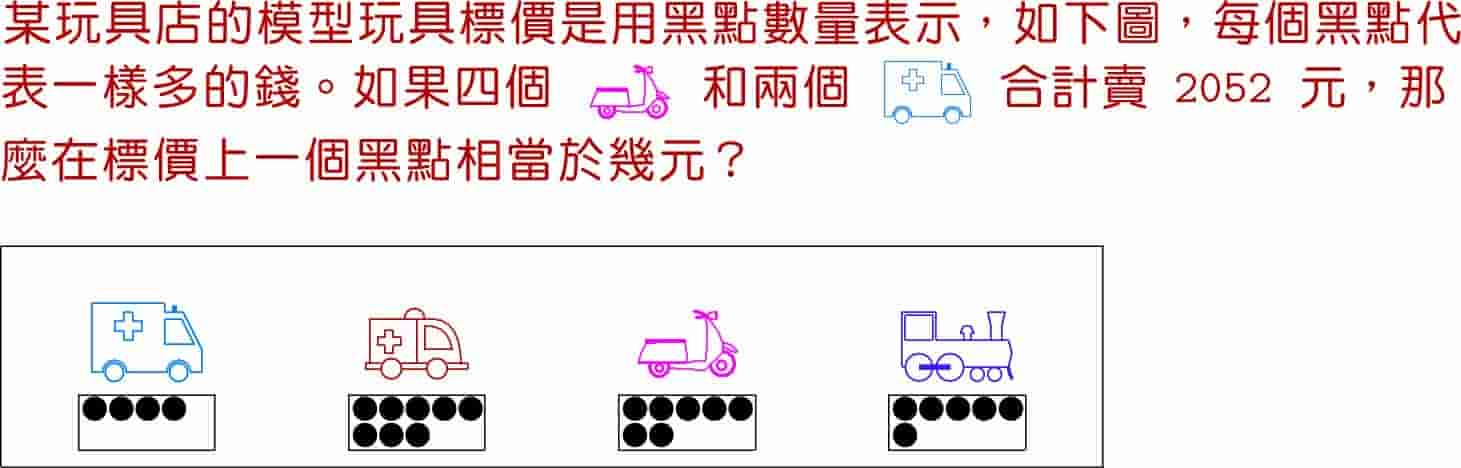 某玩具店的模型玩具標價是用黑點數量表示，如下圖，每個黑點代
表一樣多的錢。如果四個 和兩個 合計賣 2052 元，那
麼在標價上一個黑點相當於幾元？